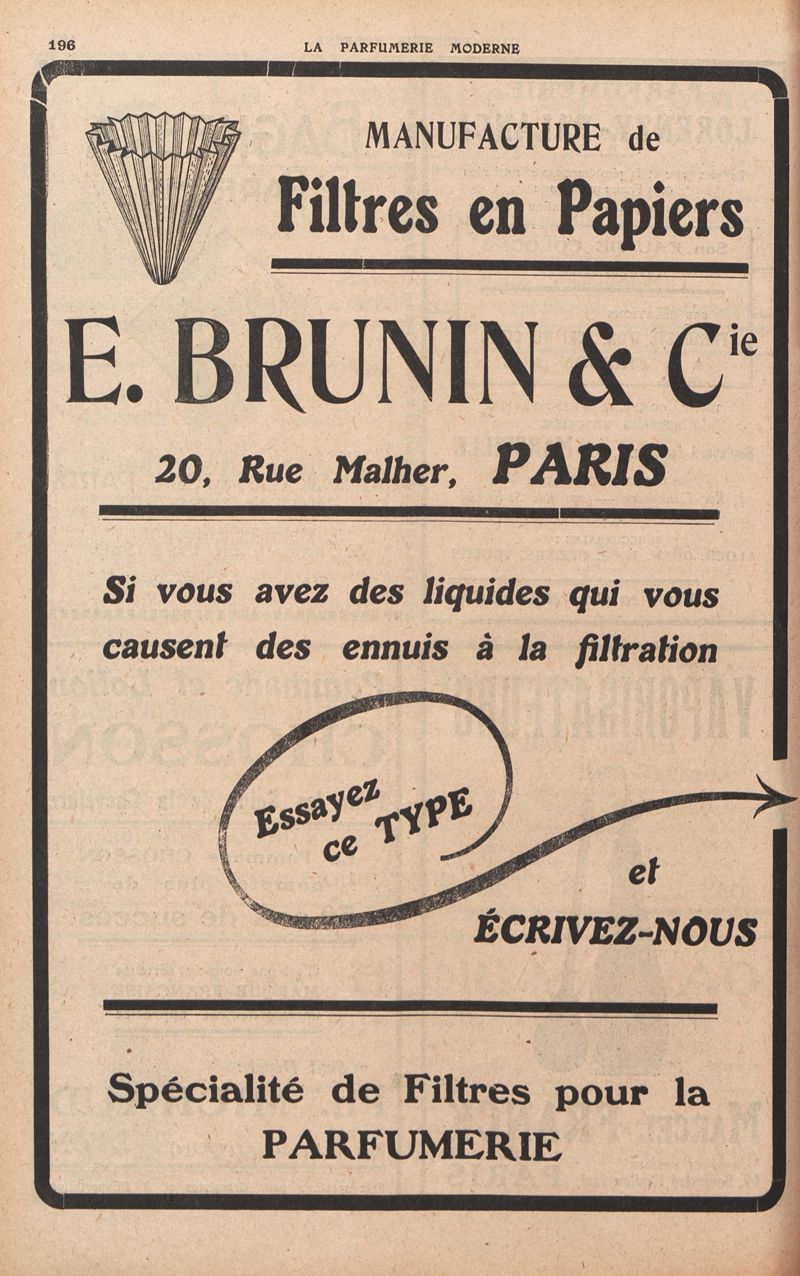 196
LA PARFUMERIE MODERNE
MANUFACTURE de
Filtres en Papiers
E. BRUNIN & Cie
20, Rue Malher, PARIS
Si vous avez des liquides qui vous
causent des ennuis à la filtration
Essayez
ce TYPE
et
ÉCRIVEZ-NOUS
Spécialité de Filtres pour la
PARFUMERIE